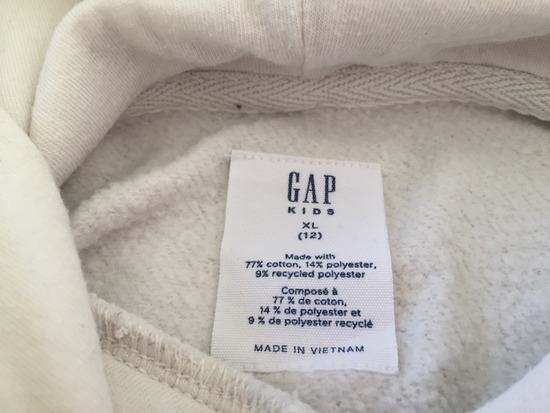 GAP
KIDS
XL
(12)
Made with
77% cotton, 14% polyester,
9% recycled polyester
Composé à
77 % de coton,
14 % de polyester et
9 % de polyester recyclé
MADE IN VIETNAM